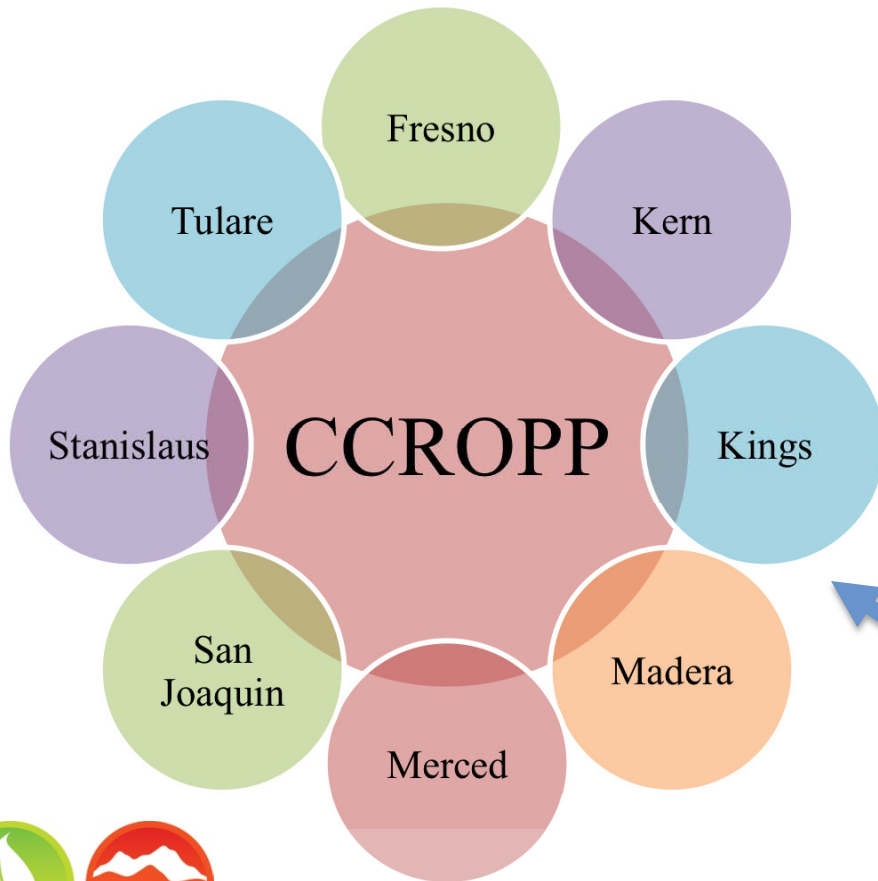 Fresno
Tulare
Kern
Stanislaus
CCROPP
Kings
San
Joaquin
Madera
Merced